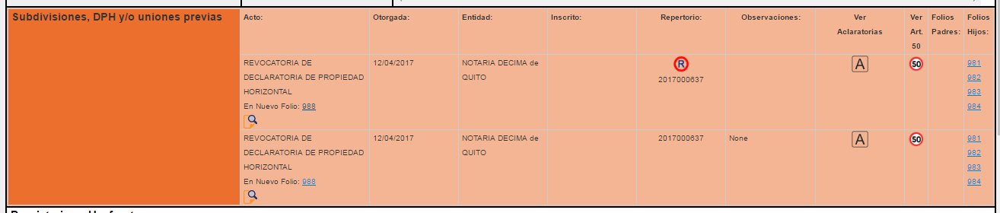 Subdivisiones, DPH y/o uniones previas
Acto: Otorgada: Entidad: Inscrito: Repertorio: Observaciones: Ver Aclaratorias Ver Art. 50 Folios Padres: Folios Hijos:
REVOCATORIA DE
DECLARATORIA DE PROPIEDAD
HORIZONTAL
En Nuevo Folio: 988
12/04/2017
NOTARIA DECIMA de
QUITO
R
2017000637
A
50
981
982
983
984
REVOCATORIA DE
DECLARATORIA DE PROPIEDAD
HORIZONTAL
En Nuevo Folio: 988
12/04/2017
NOTARIA DECIMA de
QUITO
2017000637
None
A
50
981
982
983
984